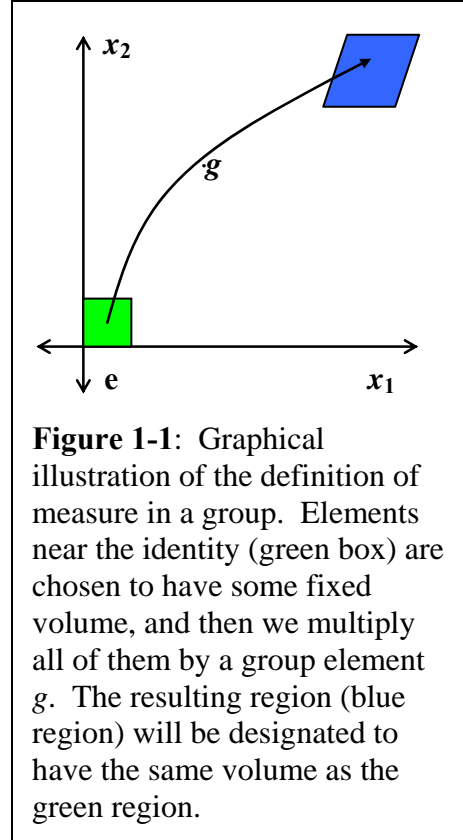 x₂
·g
e
x₁
Figure 1-1: Graphical
illustration of the definition of
measure in a group. Elements
near the identity (green box) are
chosen to have some fixed
volume, and then we multiply
all of them by a group element
g. The resulting region (blue
region) will be designated to
have the same volume as the
green region.